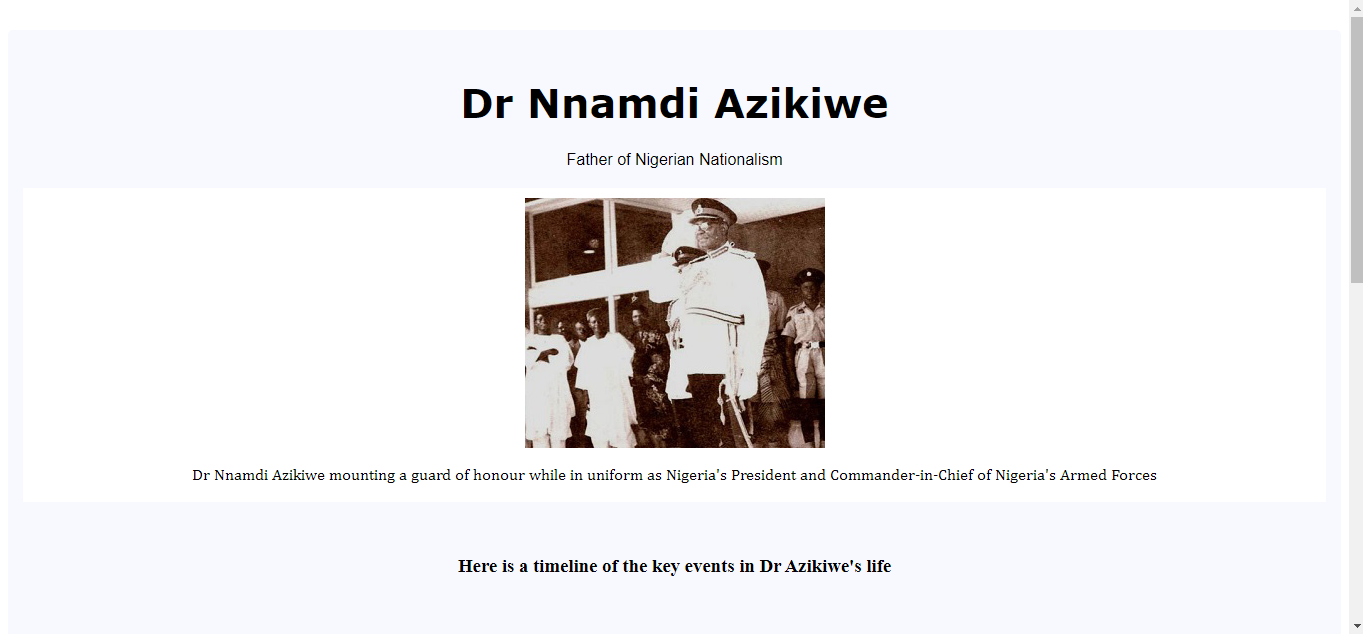 Dr Nnamdi Azikiwe
Father of Nigerian Nationalism
Dr Nnamdi Azikiwe mounting a guard of honour while in uniform as Nigeria's President and Commander-in-Chief of Nigeria's Armed Forces
Here is a timeline of the key events in Dr Azikiwe's life